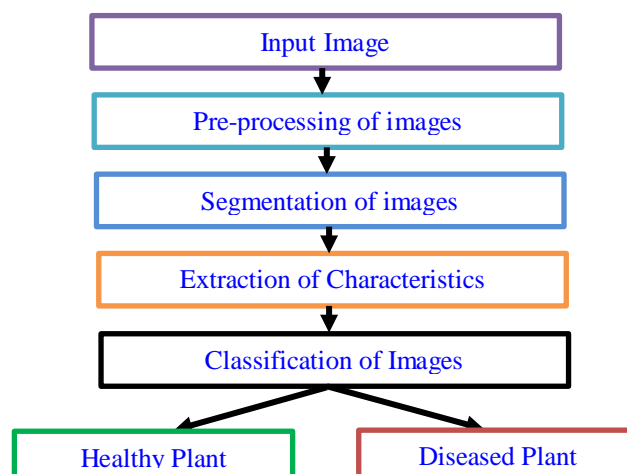 Input Image
Pre-processing of images
Segmentation of images
Extraction of Characteristics
Classification of Images
Healthy Plant
Diseased Plant